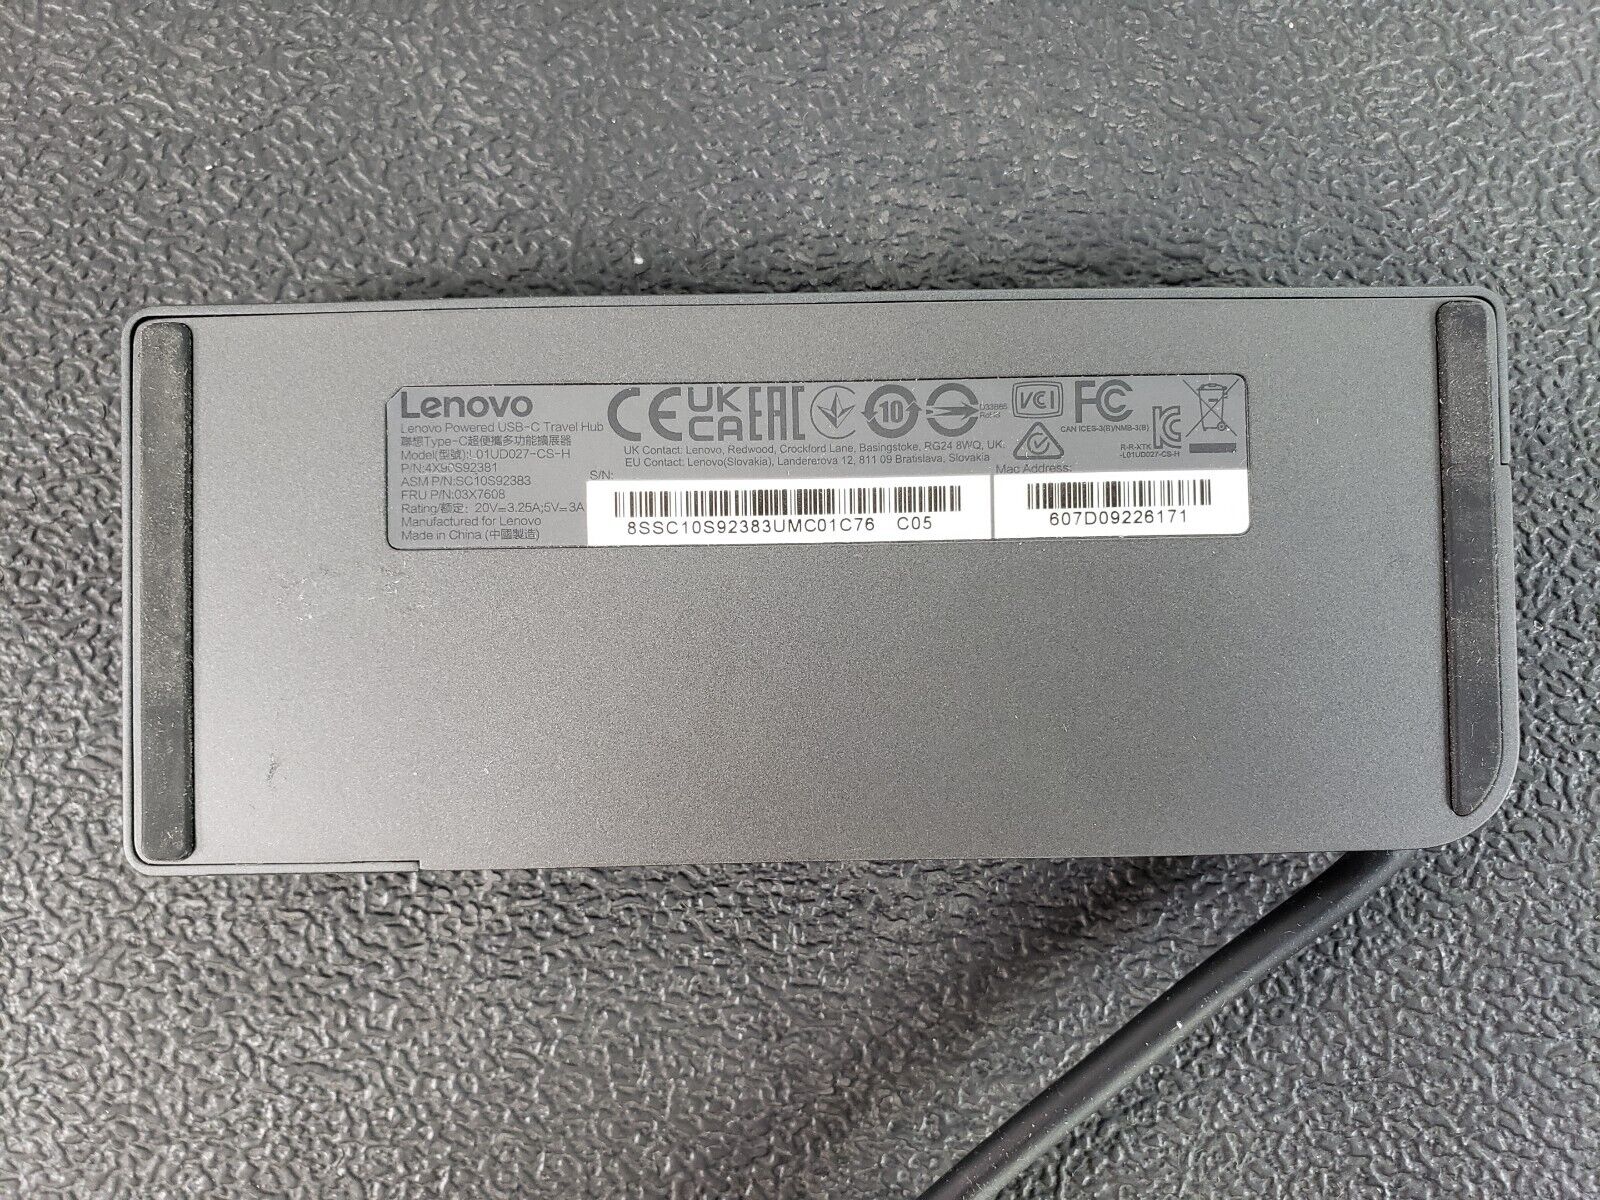 Lenovo
Lenovo Powered USB-C Travel Hub
聯想Type-C超便攜多功能擴展器
Model(型號):L01UD027-CS-H
P/N:4X90S92381
ASM P/N:SC10S92383
FRU P/N:03X7608
Rating/額定: 20V⎓3.25A;5V⎓3A
Manufactured for Lenovo
Made in China (中國製造)
CE UK CA EAC 10
D33B65
RoHS
VCI FC
CAN ICES-3(B)/NMB-3(B)
R-R-XTK
-L01UD027-CS-H
UK Contact: Lenovo, Redwood, Crockford Lane, Basingstoke, RG24 8WQ, UK.
EU Contact: Lenovo(Slovakia), Landererova 12, 811 09 Bratislava, Slovakia
S/N:
8SSC10S92383UMC01C76 C05
Mac Address:
607D09226171